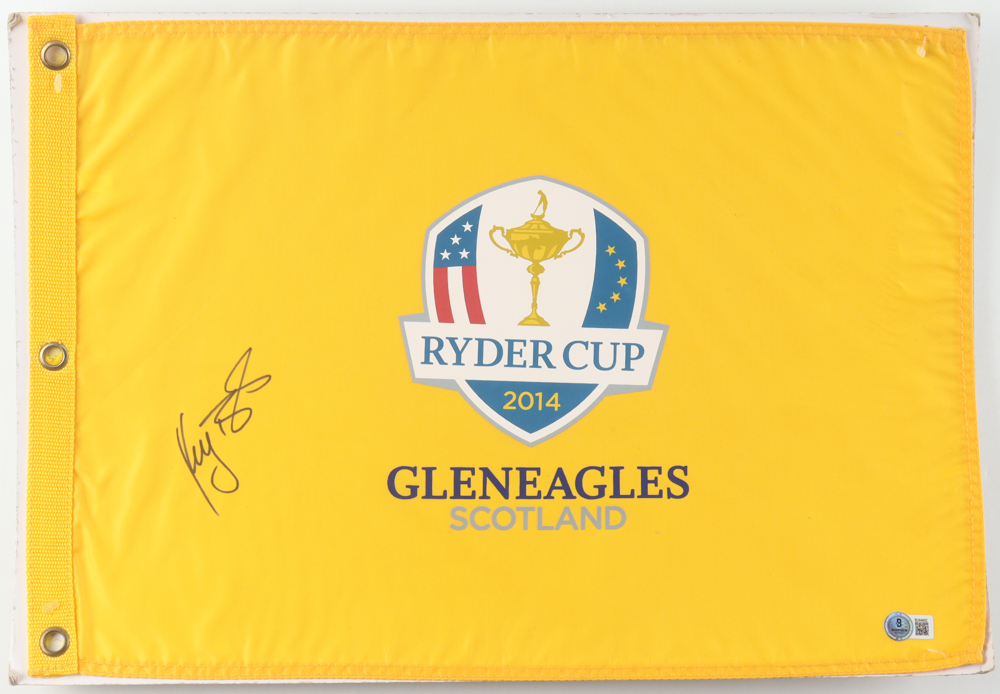 RYDER CUP
2014
GLENEAGLES
SCOTLAND